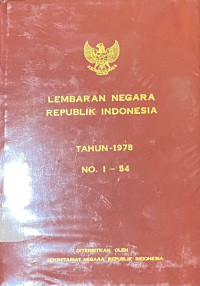 LEMBARAN NEGARA
REPUBLIK INDONESIA
TAHUN-1978
NO. 1 - 54
DITERBITKAN OLEH
SEKRETARIAT NEGARA REPUBLIK INDONESIA